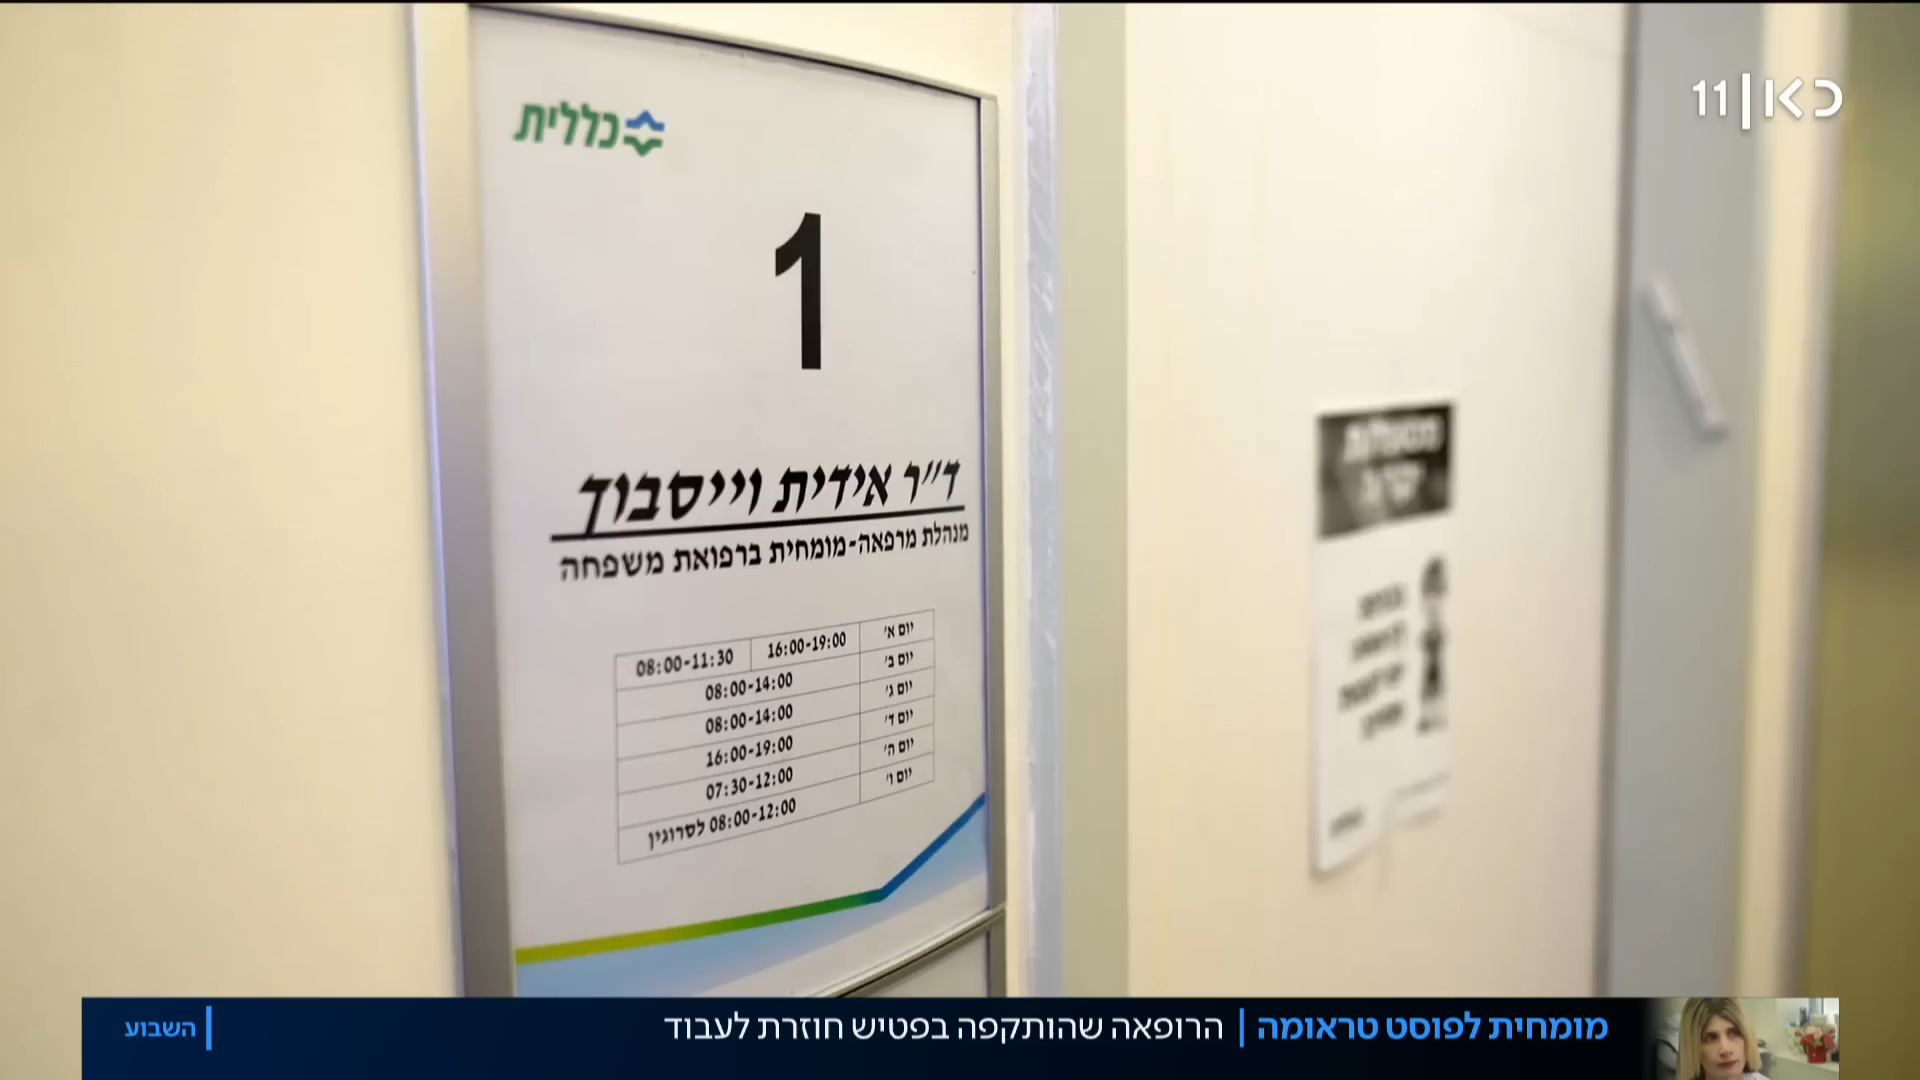 כאן 11
כללית
1
ד״ר אידית וייסבוך
מנהלת מרפאה-מומחית ברפואת משפחה
יום א׳ 16:00-19:00 08:00-11:30
יום ב׳ 08:00-14:00
יום ג׳ 08:00-14:00
יום ד׳ 16:00-19:00
יום ה׳ 07:30-12:00
יום ו׳ 08:00-12:00 לסרוגין
מומחית לפוסט טראומה | הרופאה שהותקפה בפטיש חוזרת לעבוד
השבוע